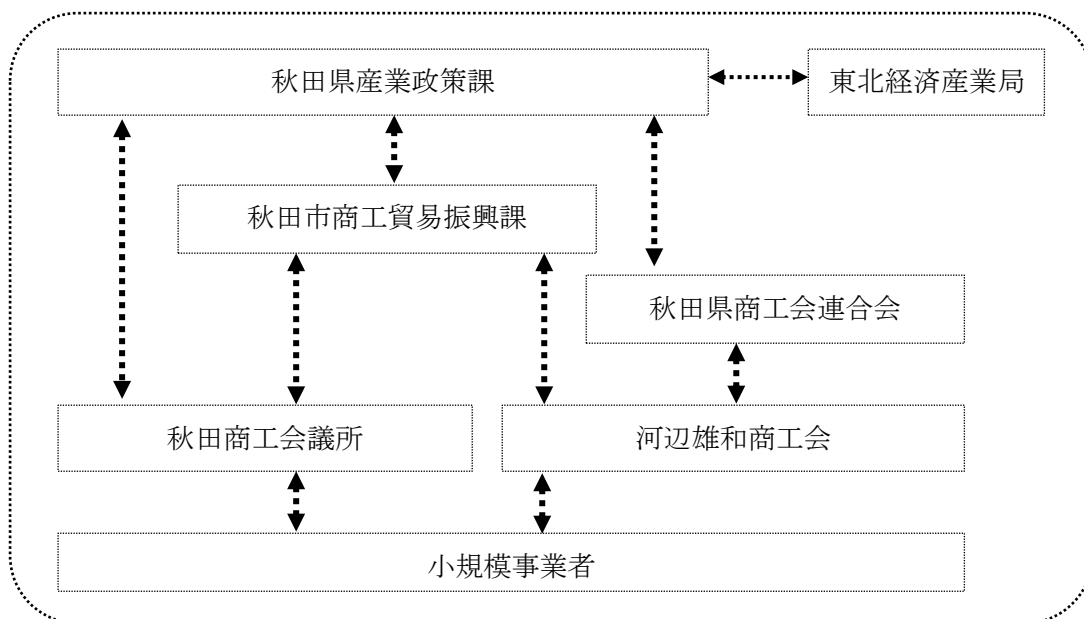 秋田県産業政策課
東北経済産業局
秋田市商工貿易振興課
秋田県商工会連合会
秋田商工会議所
河辺雄和商工会
小規模事業者